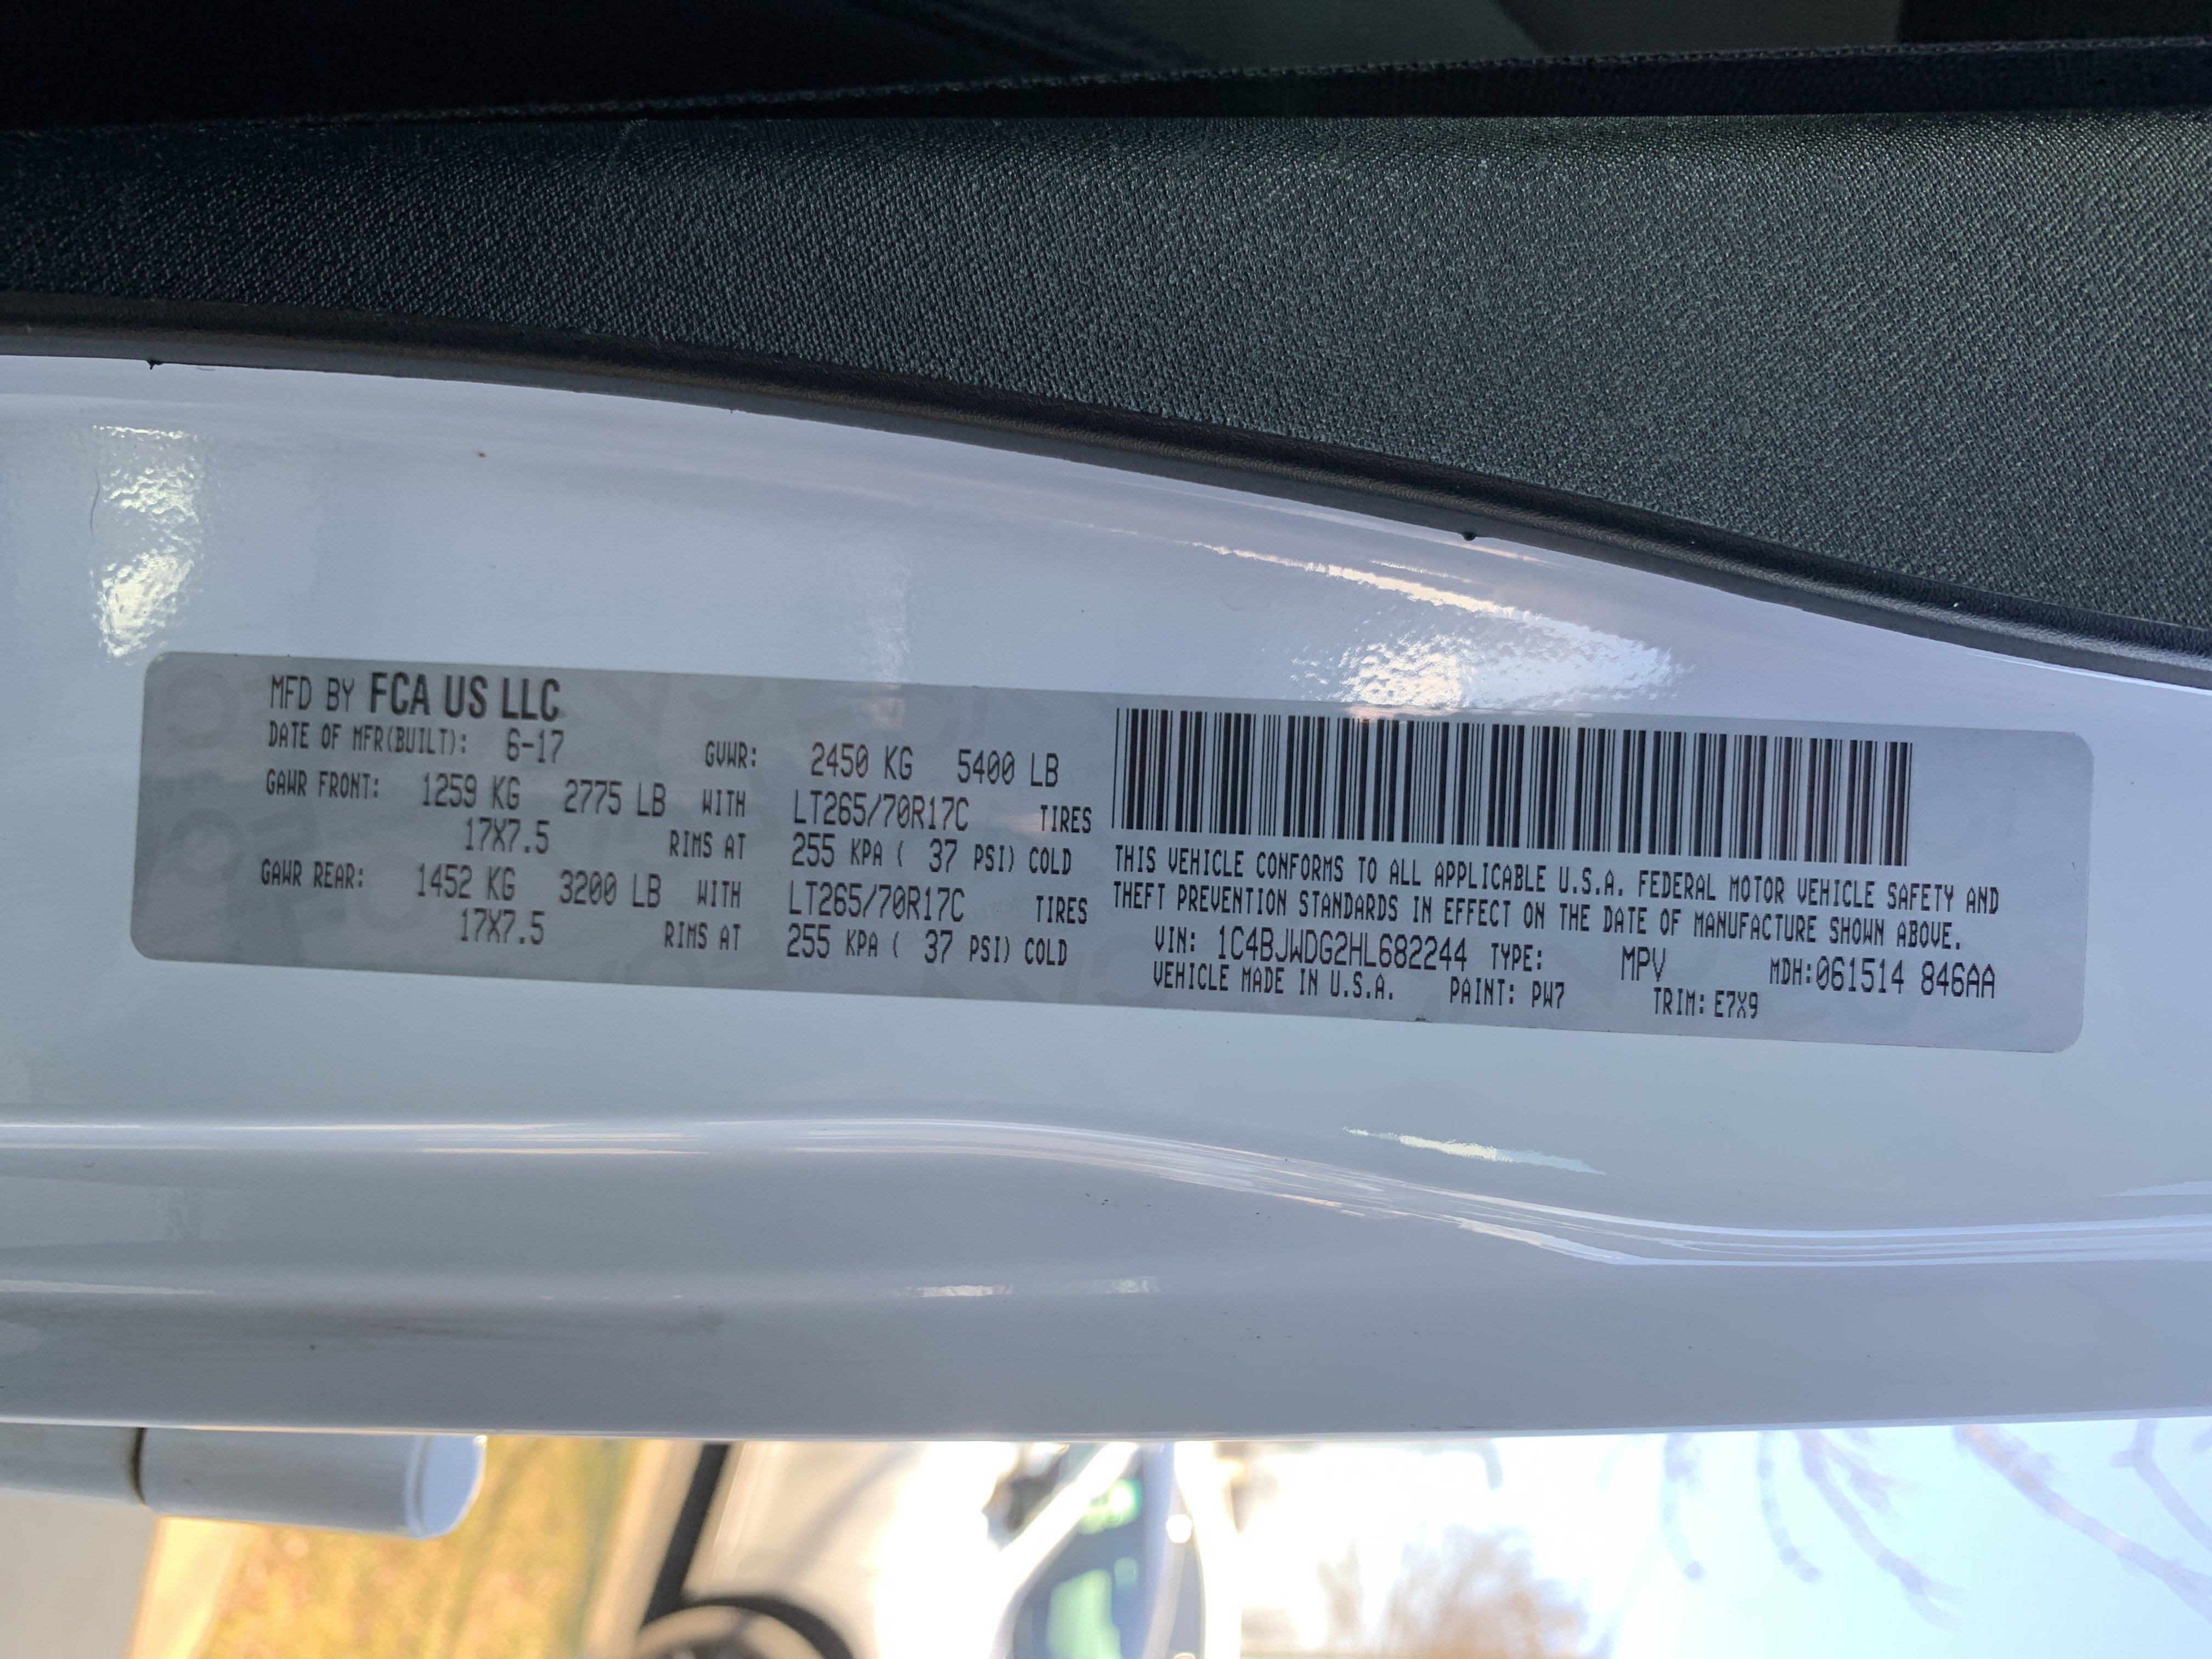 MFD BY FCA US LLC
DATE OF MFR(BUILT): 6-17 GVWR: 2450 KG 5400 LB
GAWR FRONT: 1259 KG 2775 LB WITH LT265/70R17C TIRES
17X7.5 RIMS AT 255 KPA ( 37 PSI) COLD
GAWR REAR: 1452 KG 3200 LB WITH LT265/70R17C TIRES
17X7.5 RIMS AT 255 KPA ( 37 PSI) COLD
THIS VEHICLE CONFORMS TO ALL APPLICABLE U.S.A. FEDERAL MOTOR VEHICLE SAFETY AND
THEFT PREVENTION STANDARDS IN EFFECT ON THE DATE OF MANUFACTURE SHOWN ABOVE.
VIN: 1C4BJWDG2HL682244 TYPE: MPV MDH:061514 846AA
VEHICLE MADE IN U.S.A. PAINT: PW7 TRIM: E7X9